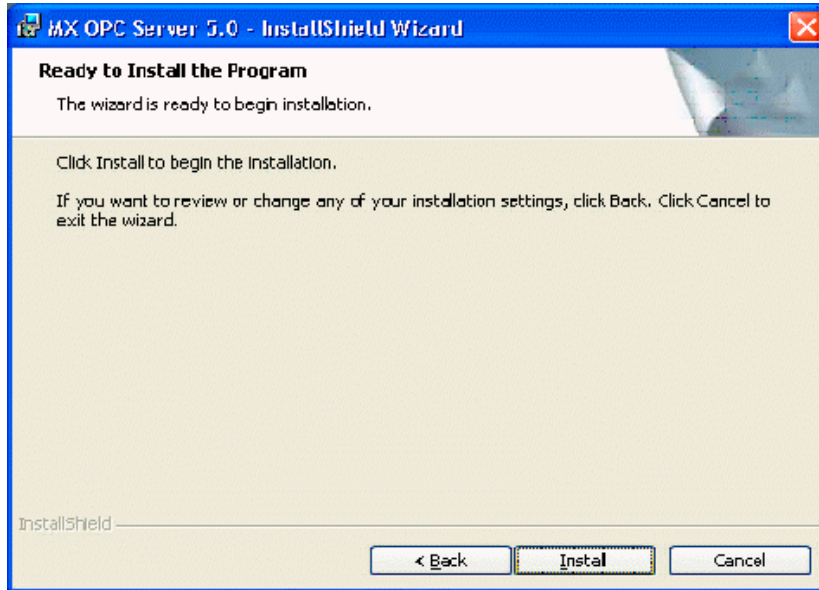 MX OPC Server 5.0 - InstallShield Wizard
Ready to Install the Program
The wizard is ready to begin installation.
Click Install to begin the installation.
If you want to review or change any of your installation settings, click Back. Click Cancel to
exit the wizard.
InstallShield
< Back
Install
Cancel